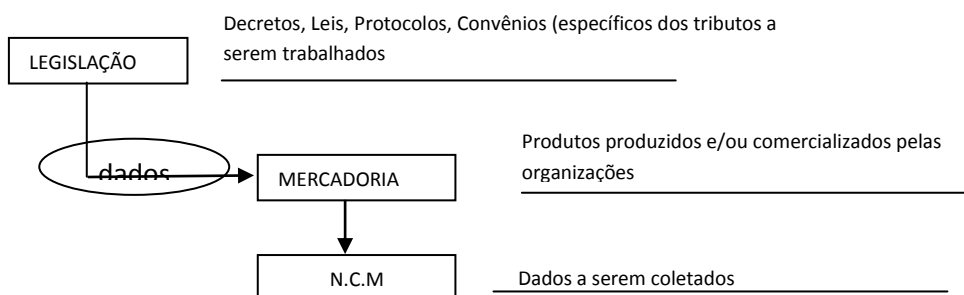 Decretos, Leis, Protocolos, Convênios (específicos dos tributos a
serem trabalhados
LEGISLAÇÃO
Produtos produzidos e/ou comercializados pelas
organizações
dados
MERCADORIA
N.C.M
Dados a serem coletados